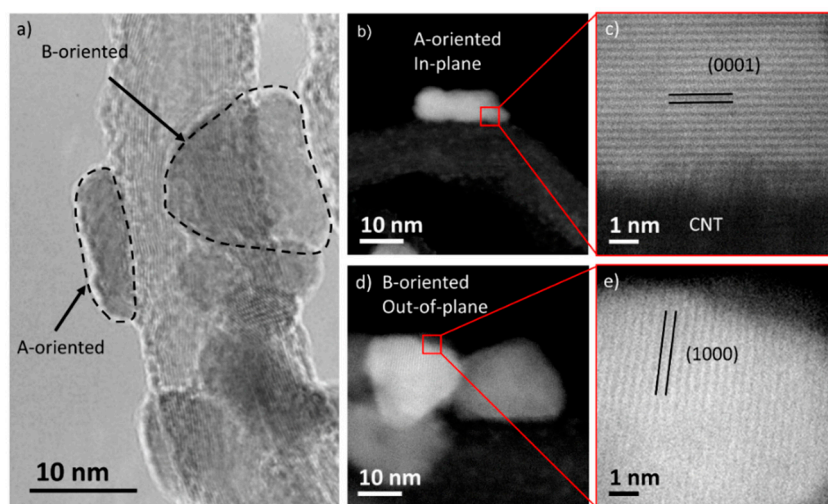 a)
B-oriented
A-oriented
10 nm
b)
A-oriented
In-plane
10 nm
c)
(0001)
CNT
1 nm
d)
B-oriented
Out-of-plane
10 nm
e)
(1000)
1 nm